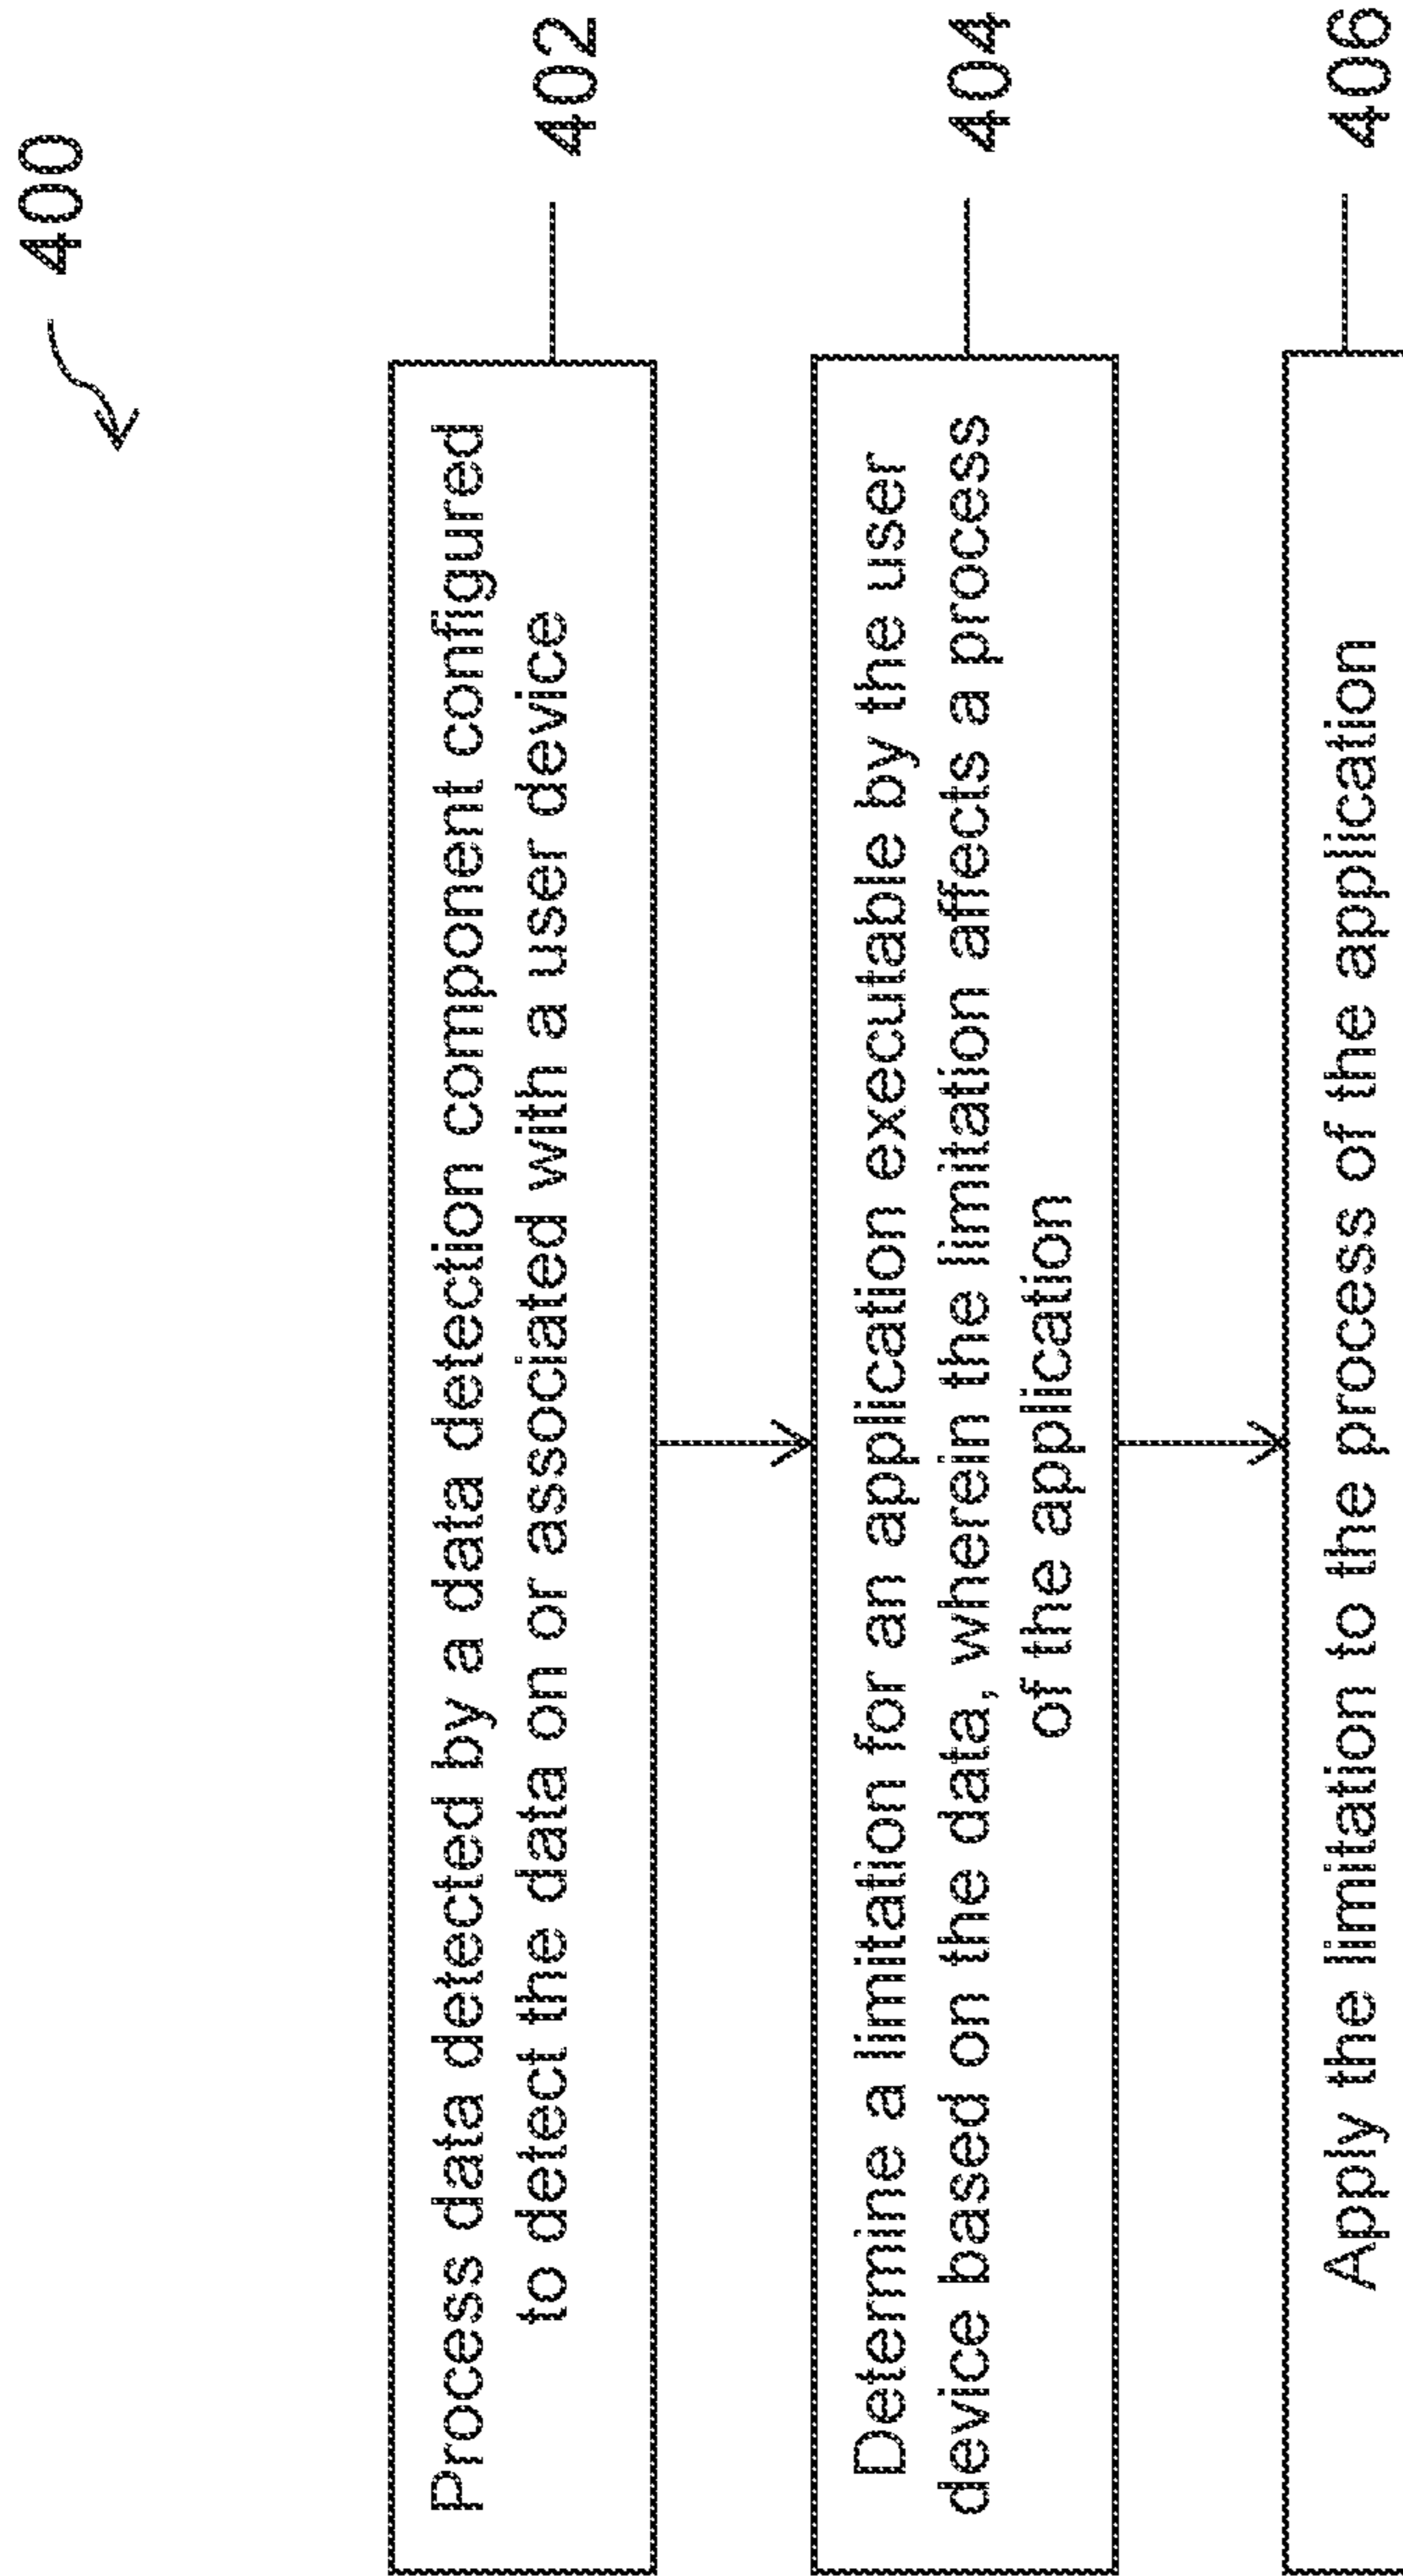 400
Process data detected by a data detection component configured
to detect the data on or associated with a user device
402
Determine a limitation for an application executable by the user
device based on the data, wherein the limitation affects a process
of the application
404
Apply the limitation to the process of the application
406